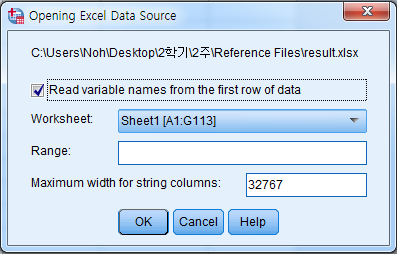 Opening Excel Data Source
C:\Users\Noh\Desktop\2학기\2주\Reference Files\result.xlsx
Read variable names from the first row of data
Worksheet: Sheet1 [A1:G113]
Range:
Maximum width for string columns: 32767
OK Cancel Help